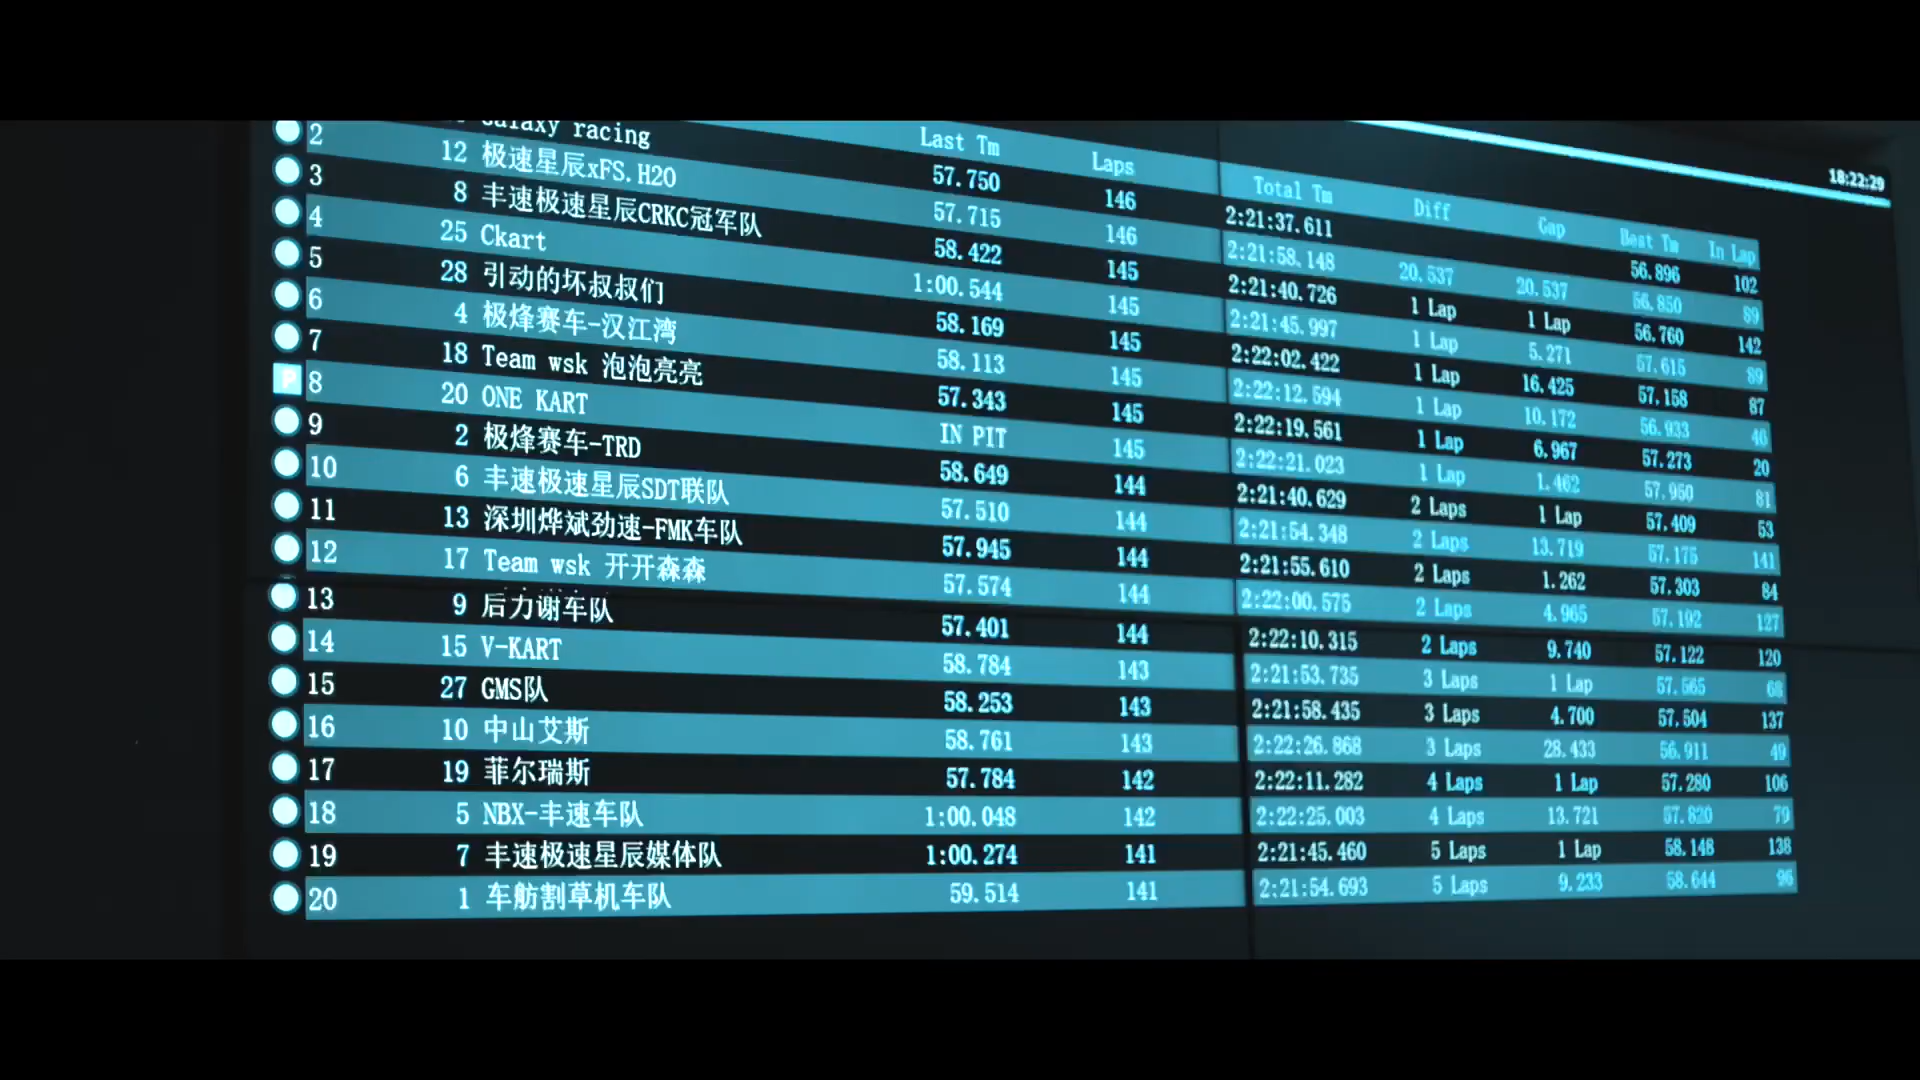 18:22:29
Last Tm Laps Total Tm Diff Gap Best Tm In Lap
racing 57.750 146 2:21:37.611 56.896 102
2 12 极速星辰xFS.H2O 57.715 146 2:21:58.148 20.537 20.537 56.850 89
3 8 丰速极速星辰CRKC冠军队 58.422 145 2:21:40.726 1 Lap 1 Lap 56.760 142
4 25 Ckart 1:00.544 145 2:21:45.997 1 Lap 5.271 57.615 89
5 28 引动的坏叔叔们 58.169 145 2:22:02.422 1 Lap 16.425 57.158 87
6 4 极烽赛车-汉江湾 58.113 145 2:22:12.594 1 Lap 10.172 56.933 46
7 18 Team wsk 泡泡亮亮 57.343 145 2:22:19.561 1 Lap 6.967 57.273 20
P 8 20 ONE KART IN PIT 145 2:22:21.023 1 Lap 1.462 57.950 81
9 2 极烽赛车-TRD 58.649 144 2:21:40.629 2 Laps 1 Lap 57.409 53
10 6 丰速极速星辰SDT联队 57.510 144 2:21:54.348 2 Laps 13.719 57.175 141
11 13 深圳烨斌劲速-FMK车队 57.945 144 2:21:55.610 2 Laps 1.262 57.303 84
12 17 Team wsk 开开森森 57.574 144 2:22:00.575 2 Laps 4.965 57.192 127
13 9 后力谢车队 57.401 144 2:22:10.315 2 Laps 9.740 57.122 120
14 15 V-KART 58.784 143 2:21:53.735 3 Laps 1 Lap 57.565 68
15 27 GMS队 58.253 143 2:21:58.435 3 Laps 4.700 57.504 137
16 10 中山艾斯 58.761 143 2:22:26.868 3 Laps 28.433 56.911 49
17 19 菲尔瑞斯 57.784 142 2:22:11.282 4 Laps 1 Lap 57.280 106
18 5 NBX-丰速车队 1:00.048 142 2:22:25.003 4 Laps 13.721 57.820 79
19 7 丰速极速星辰媒体队 1:00.274 141 2:21:45.460 5 Laps 1 Lap 58.148 138
20 1 车舫割草机车队 59.514 141 2:21:54.693 5 Laps 9.233 58.644 96